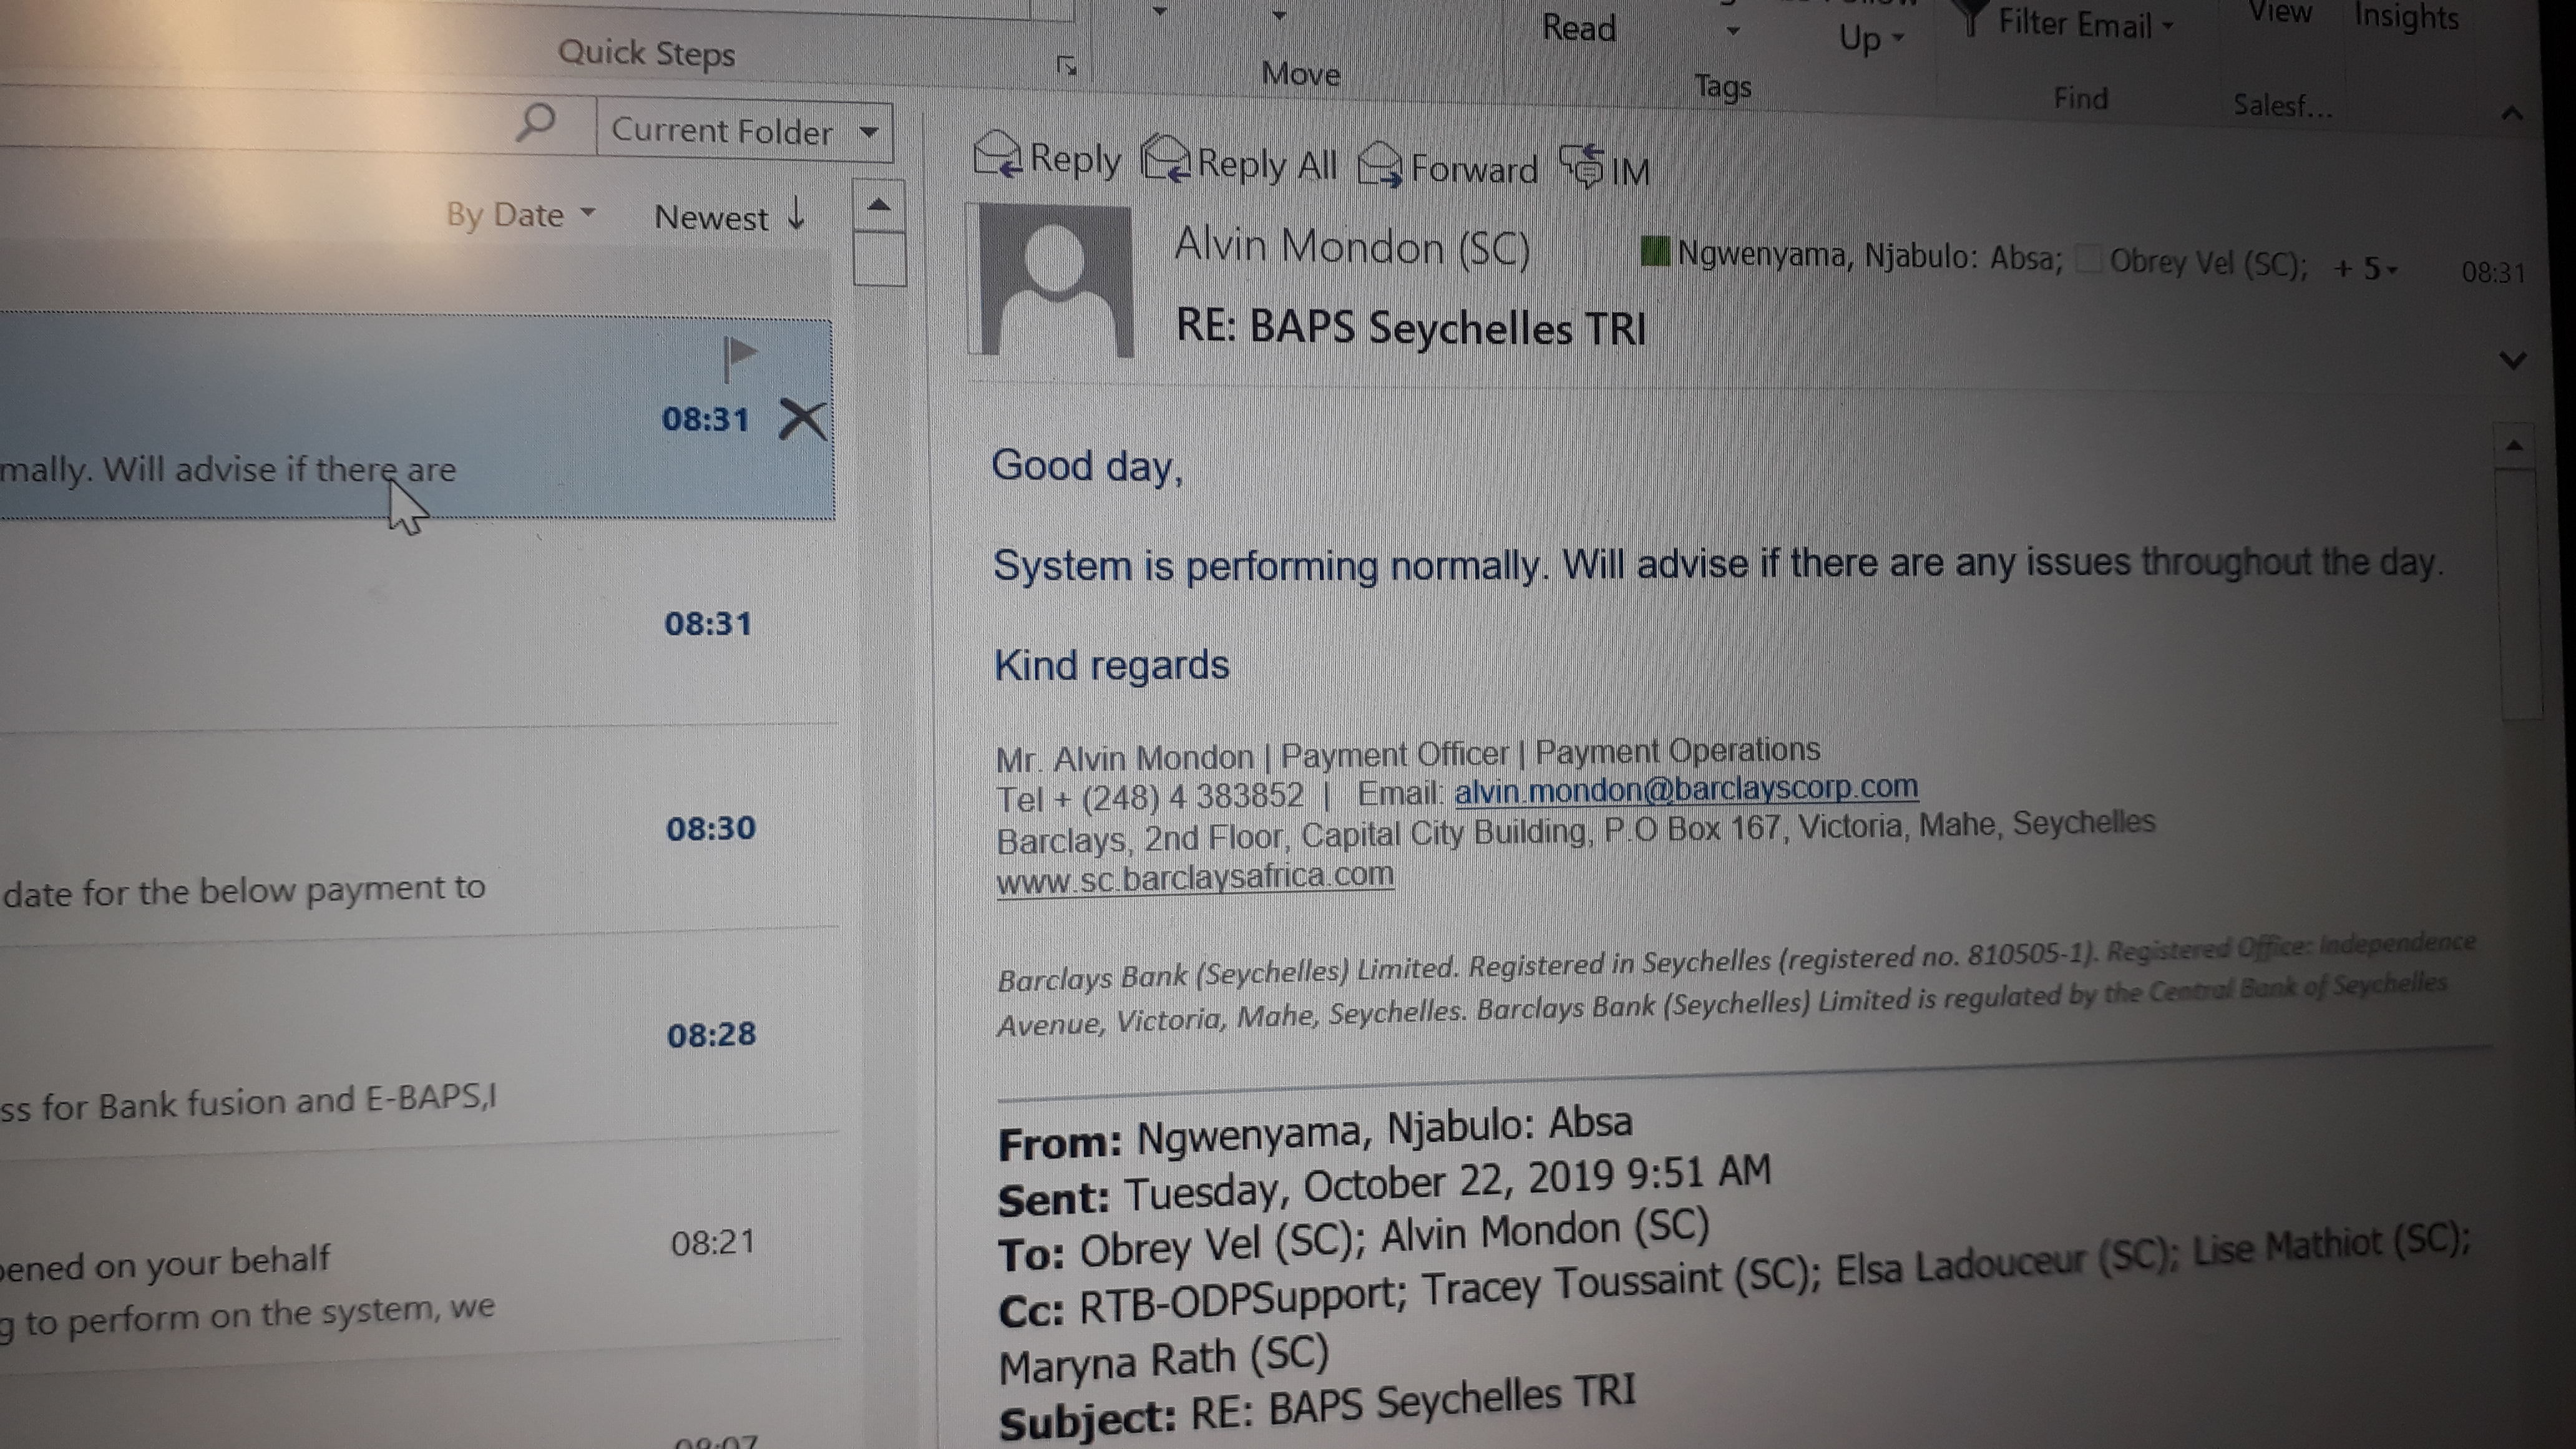 Quick Steps
Move
Read
Tags
Up
Filter Email
Find
View
Salesf...
Insights
Current Folder
By Date Newest ↓
08:31
mally. Will advise if there are
08:31
08:30
date for the below payment to
08:28
ss for Bank fusion and E-BAPS,I
08:21
ened on your behalf
g to perform on the system, we
Reply Reply All Forward IM
Alvin Mondon (SC) Ngwenyama, Njabulo: Absa; Obrey Vel (SC); + 5 08:31
RE: BAPS Seychelles TRI
Good day,
System is performing normally. Will advise if there are any issues throughout the day.
Kind regards
Mr. Alvin Mondon | Payment Officer | Payment Operations
Tel + (248) 4 383852 | Email: alvin.mondon@barclayscorp.com
Barclays, 2nd Floor, Capital City Building, P.O Box 167, Victoria, Mahe, Seychelles
www.sc.barclaysafrica.com
Barclays Bank (Seychelles) Limited. Registered in Seychelles (registered no. 810505-1). Registered Office: Independence
Avenue, Victoria, Mahe, Seychelles. Barclays Bank (Seychelles) Limited is regulated by the Central Bank of Seychelles
From: Ngwenyama, Njabulo: Absa
Sent: Tuesday, October 22, 2019 9:51 AM
To: Obrey Vel (SC); Alvin Mondon (SC)
Cc: RTB-ODPSupport; Tracey Toussaint (SC); Elsa Ladouceur (SC); Lise Mathiot (SC);
Maryna Rath (SC)
Subject: RE: BAPS Seychelles TRI